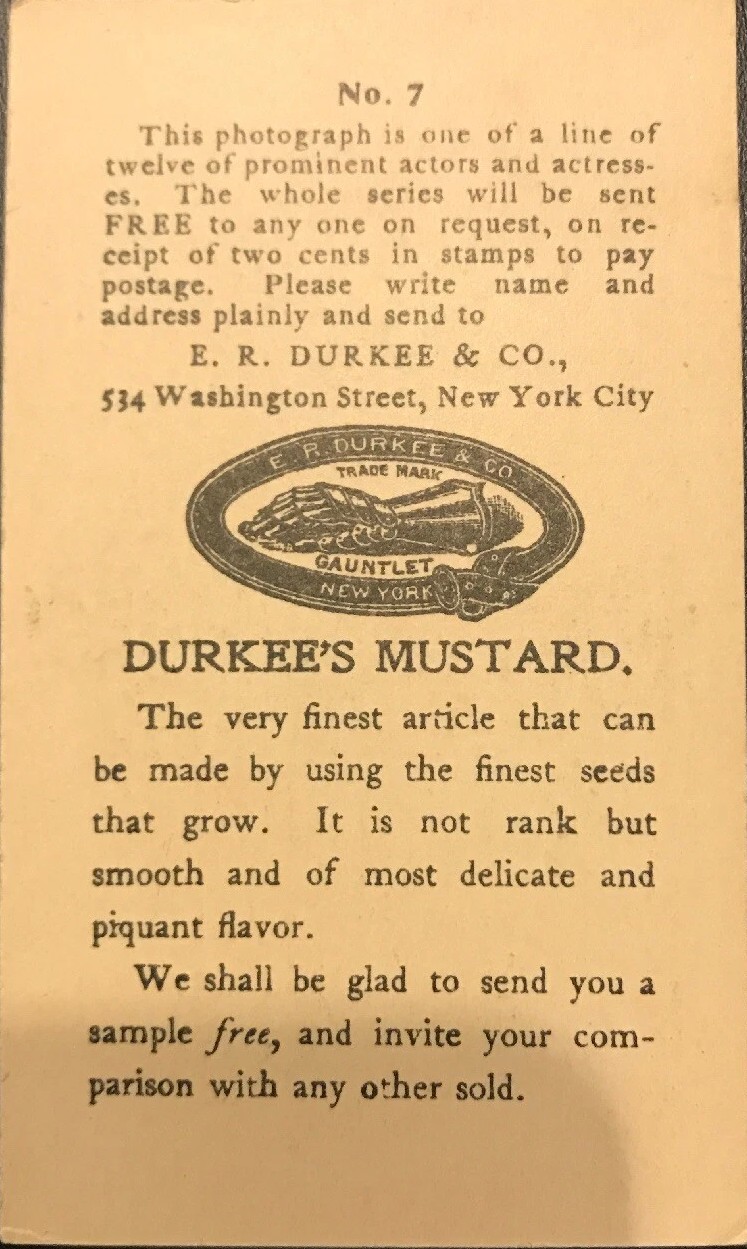 No. 7
This photograph is one of a line of
twelve of prominent actors and actress-
es. The whole series will be sent
FREE to any one on request, on re-
ceipt of two cents in stamps to pay
postage. Please write name and
address plainly and send to
E. R. DURKEE & CO.,
534 Washington Street, New York City
E. R. DURKEE & CO
TRADE MARK
GAUNTLET
NEW YORK
DURKEE'S MUSTARD.
The very finest article that can
be made by using the finest seeds
that grow. It is not rank but
smooth and of most delicate and
piquant flavor.
We shall be glad to send you a
sample free, and invite your com-
parison with any other sold.